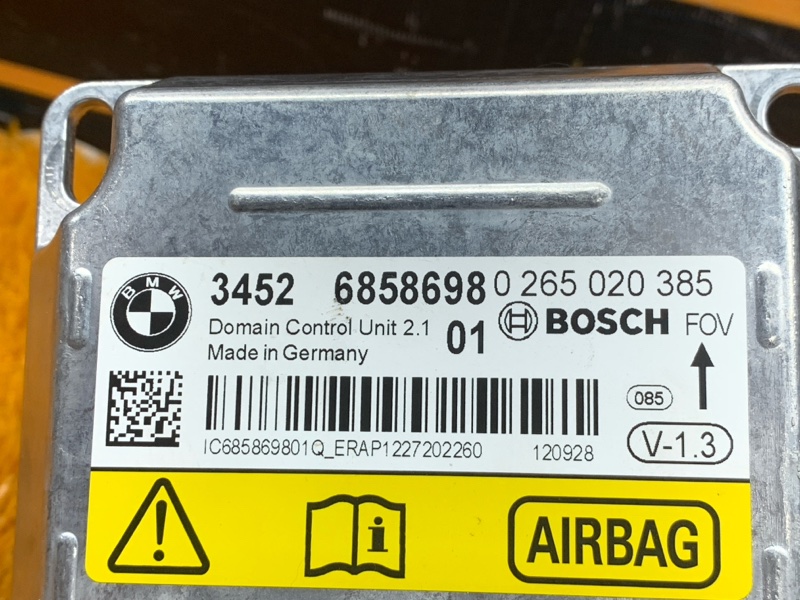 BMW
3452 6858698 0 265 020 385
Domain Control Unit 2.1 01 BOSCH FOV
Made in Germany
085
V-1.3
IC685869801Q_ERAP1227202260 120928
AIRBAG